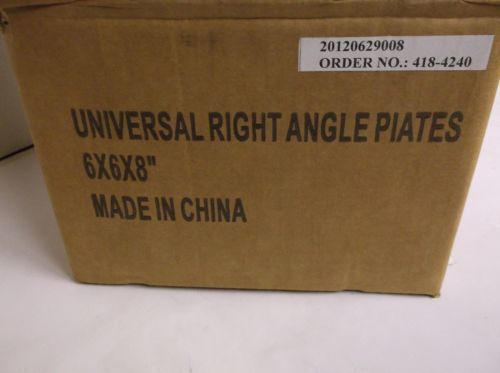 20120629008
ORDER NO.: 418-4240
UNIVERSAL RIGHT ANGLE PIATES
6X6X8"
MADE IN CHINA